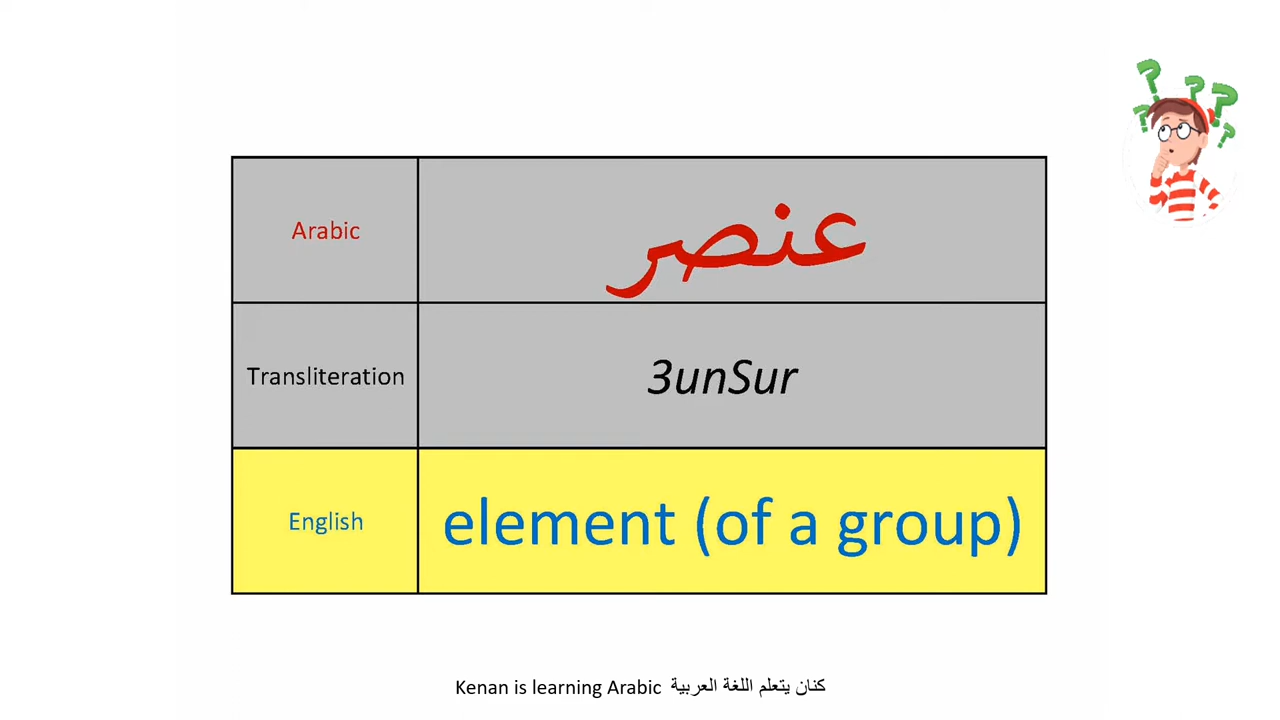 Arabic
عنصر
Transliteration
3unSur
English
element (of a group)
Kenan is learning Arabic كنان يتعلم اللغة العربية